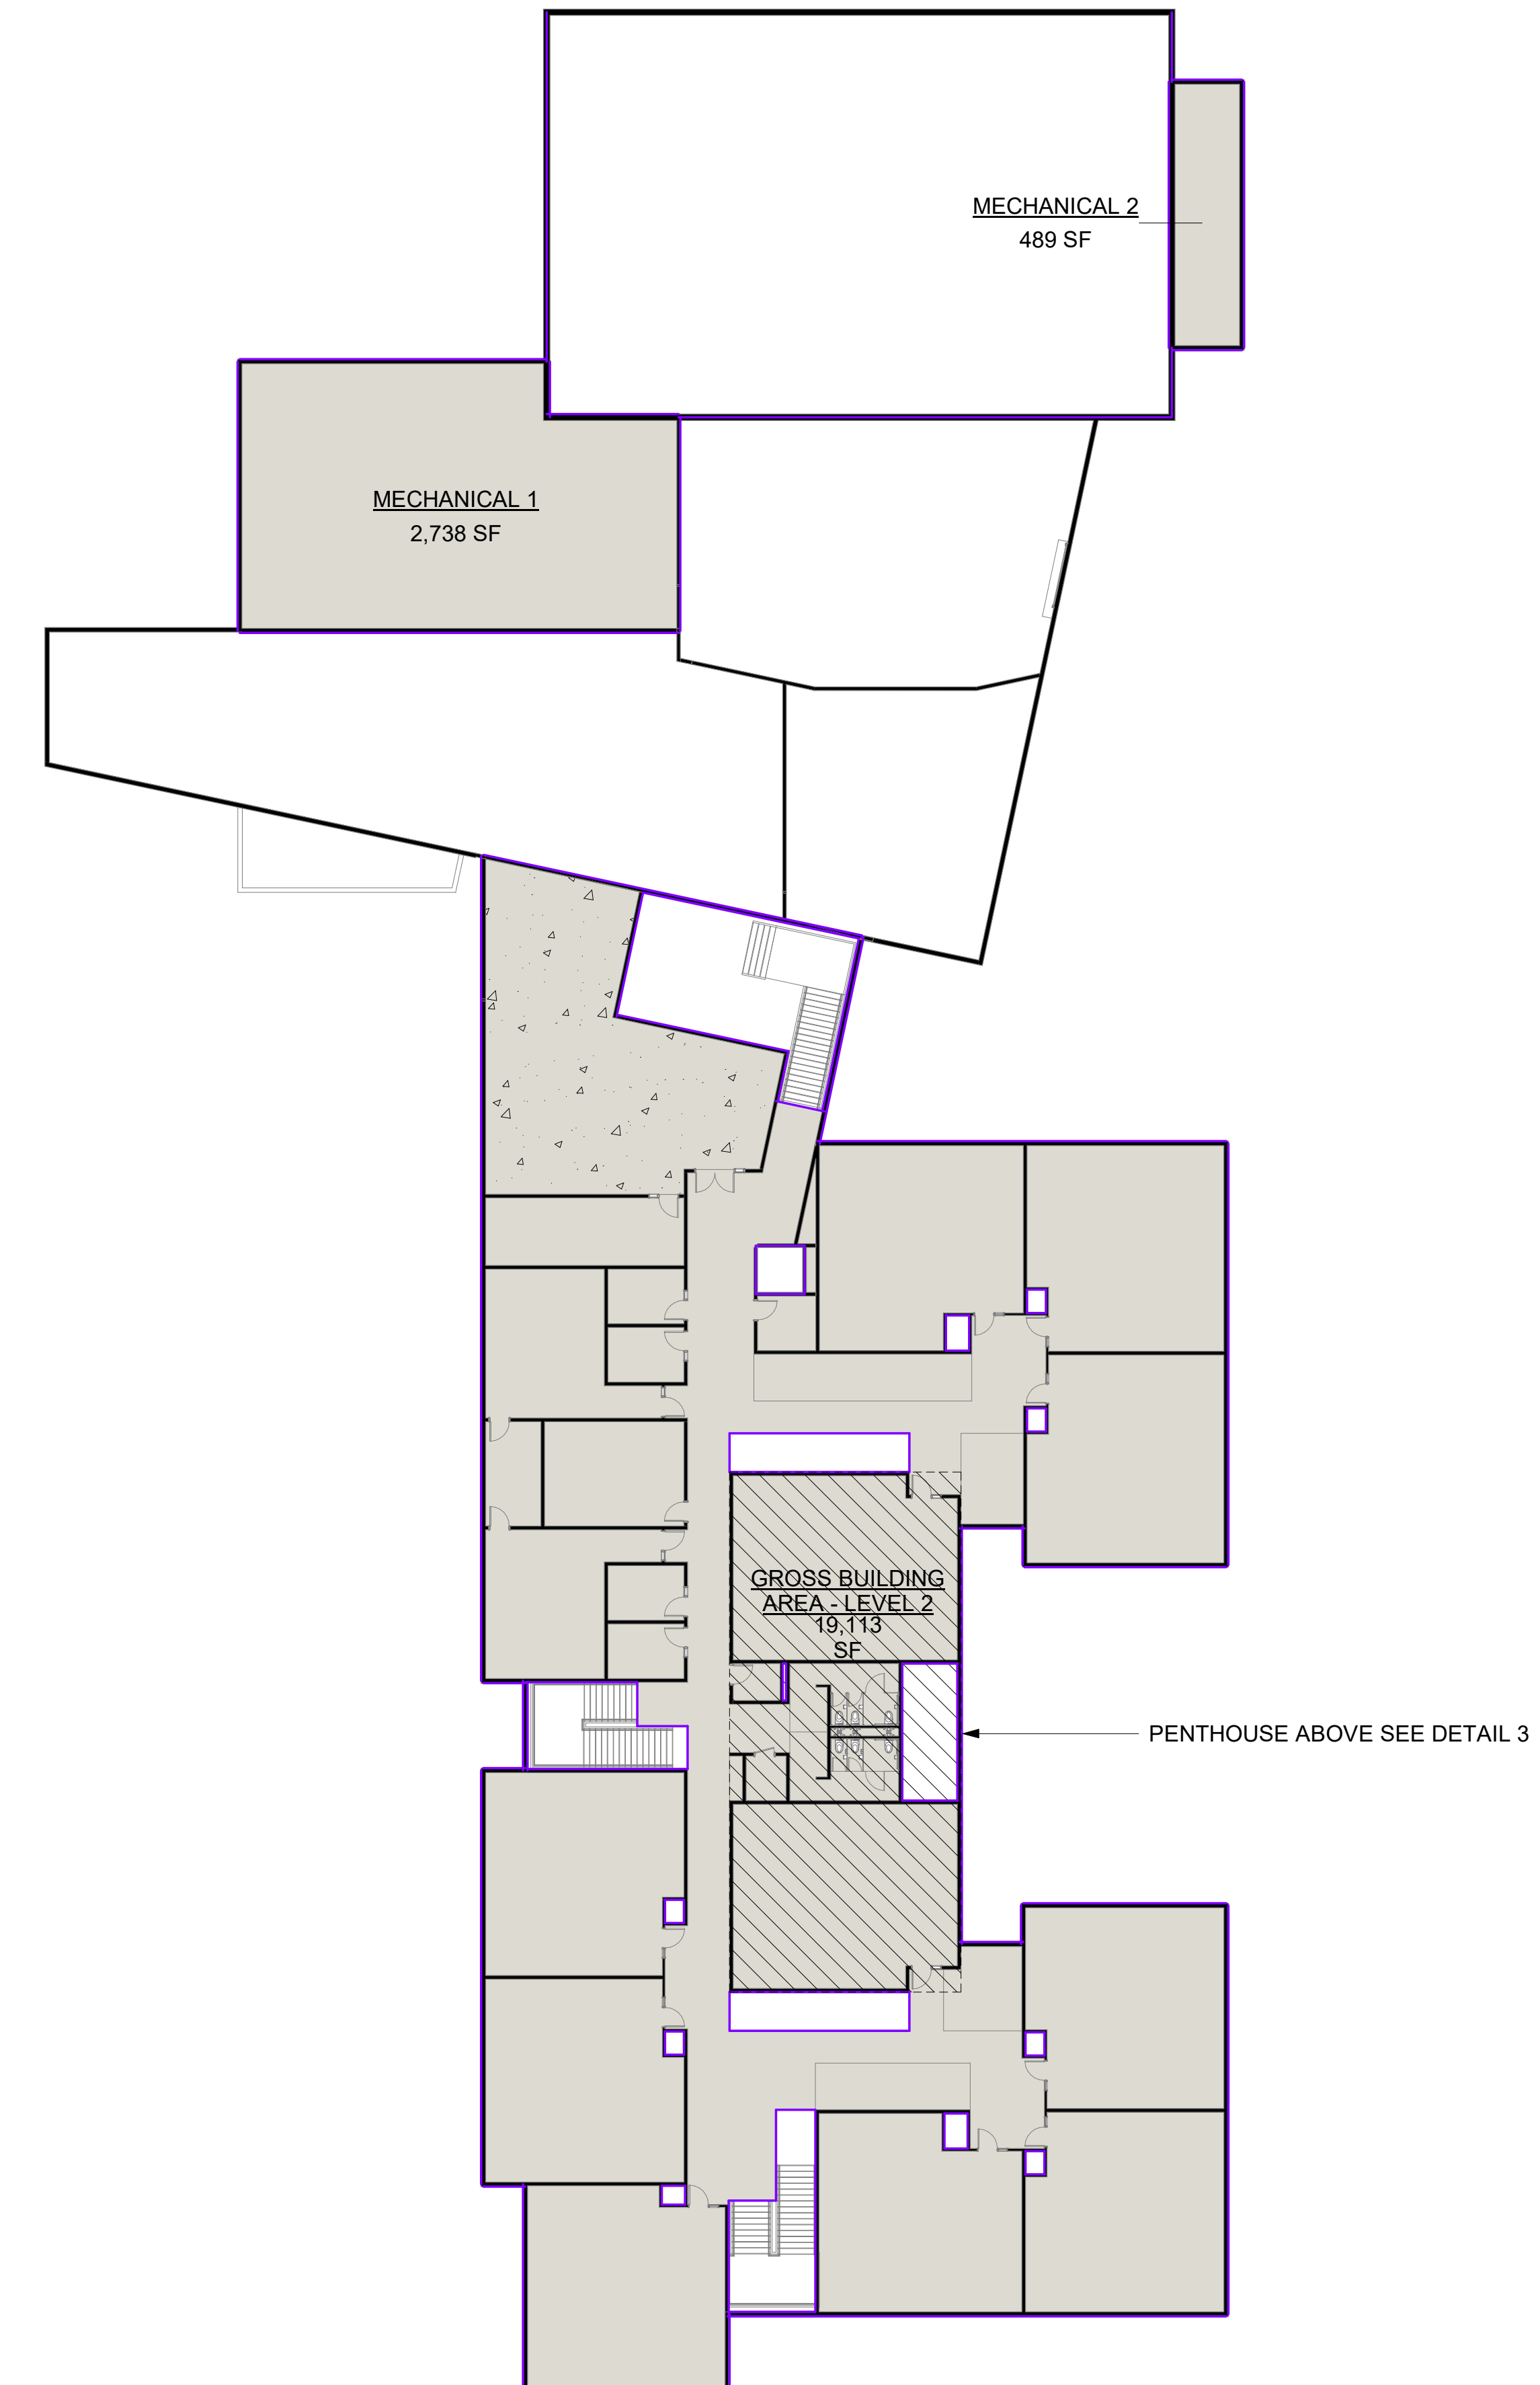 MECHANICAL 2
489 SF
MECHANICAL 1
2,738 SF
GROSS BUILDING
AREA - LEVEL 2
19,113
SF
PENTHOUSE ABOVE SEE DETAIL 3